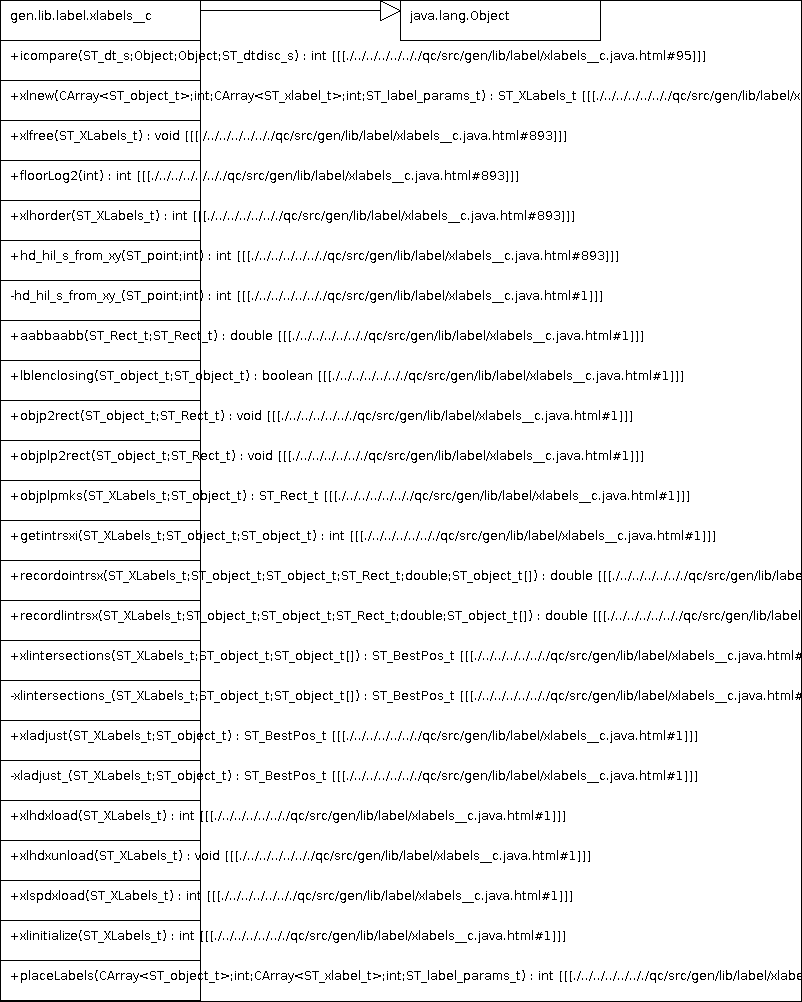 gen.lib.label.xlabels__c
java.lang.Object
+icompare(ST_dt_s;Object;Object;ST_dtdisc_s) : int [[[./../../../../../qc/src/gen/lib/label/xlabels__c.java.html#95]]]
+xlnew(CArray<ST_object_t>;int;CArray<ST_xlabel_t>;int;ST_label_params_t) : ST_XLabels_t [[[./../../../../../qc/src/gen/lib/label/x
+xlfree(ST_XLabels_t) : void [[[./../../../../../qc/src/gen/lib/label/xlabels__c.java.html#893]]]
+floorLog2(int) : int [[[./../../../../../qc/src/gen/lib/label/xlabels__c.java.html#893]]]
+xlhorder(ST_XLabels_t) : int [[[./../../../../../qc/src/gen/lib/label/xlabels__c.java.html#893]]]
+hd_hil_s_from_xy(ST_point;int) : int [[[./../../../../../qc/src/gen/lib/label/xlabels__c.java.html#893]]]
-hd_hil_s_from_xy_(ST_point;int) : int [[[./../../../../../qc/src/gen/lib/label/xlabels__c.java.html#1]]]
+aabbaabb(ST_Rect_t;ST_Rect_t) : double [[[./../../../../../qc/src/gen/lib/label/xlabels__c.java.html#1]]]
+lblenclosing(ST_object_t;ST_object_t) : boolean [[[./../../../../../qc/src/gen/lib/label/xlabels__c.java.html#1]]]
+objp2rect(ST_object_t;ST_Rect_t) : void [[[./../../../../../qc/src/gen/lib/label/xlabels__c.java.html#1]]]
+objplp2rect(ST_object_t;ST_Rect_t) : void [[[./../../../../../qc/src/gen/lib/label/xlabels__c.java.html#1]]]
+objplpmks(ST_XLabels_t;ST_object_t) : ST_Rect_t [[[./../../../../../qc/src/gen/lib/label/xlabels__c.java.html#1]]]
+getintrsxi(ST_XLabels_t;ST_object_t;ST_object_t) : int [[[./../../../../../qc/src/gen/lib/label/xlabels__c.java.html#1]]]
+recordointrsx(ST_XLabels_t;ST_object_t;ST_object_t;ST_Rect_t;double;ST_object_t[]) : double [[[./../../../../../qc/src/gen/lib/labe
+recordlintrsx(ST_XLabels_t;ST_object_t;ST_object_t;ST_Rect_t;double;ST_object_t[]) : double [[[./../../../../../qc/src/gen/lib/label
+xlintersections(ST_XLabels_t;ST_object_t;ST_object_t[]) : ST_BestPos_t [[[./../../../../../qc/src/gen/lib/label/xlabels__c.java.html#
-xlintersections_(ST_XLabels_t;ST_object_t;ST_object_t[]) : ST_BestPos_t [[[./../../../../../qc/src/gen/lib/label/xlabels__c.java.html#
+xladjust(ST_XLabels_t;ST_object_t) : ST_BestPos_t [[[./../../../../../qc/src/gen/lib/label/xlabels__c.java.html#1]]]
-xladjust_(ST_XLabels_t;ST_object_t) : ST_BestPos_t [[[./../../../../../qc/src/gen/lib/label/xlabels__c.java.html#1]]]
+xlhdxload(ST_XLabels_t) : int [[[./../../../../../qc/src/gen/lib/label/xlabels__c.java.html#1]]]
+xlhdxunload(ST_XLabels_t) : void [[[./../../../../../qc/src/gen/lib/label/xlabels__c.java.html#1]]]
+xlspdxload(ST_XLabels_t) : int [[[./../../../../../qc/src/gen/lib/label/xlabels__c.java.html#1]]]
+xlinitialize(ST_XLabels_t) : int [[[./../../../../../qc/src/gen/lib/label/xlabels__c.java.html#1]]]
+placeLabels(CArray<ST_object_t>;int;CArray<ST_xlabel_t>;int;ST_label_params_t) : int [[[./../../../../../qc/src/gen/lib/label/xlabe